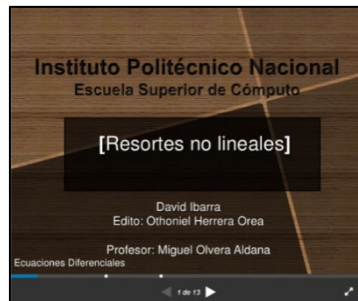 Instituto Politécnico Nacional
Escuela Superior de Cómputo
[Resortes no lineales]
David Ibarra
Edito: Othoniel Herrera Orea
Profesor: Miguel Olvera Aldana
Ecuaciones Diferenciales
1 de 13